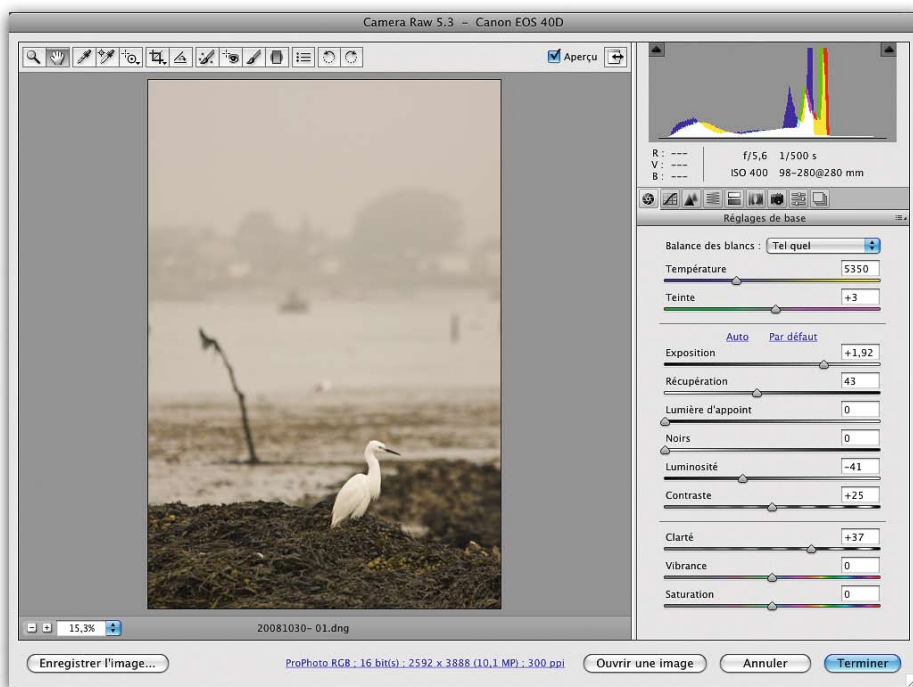 Camera Raw 5.3 – Canon EOS 40D
Aperçu
R : ---
V : ---
B : ---
f/5,6 1/500 s
ISO 400 98-280@280 mm
Réglages de base
Balance des blancs : Tel quel
Température 5350
Teinte +3
Auto Par défaut
Exposition +1,92
Récupération 43
Lumière d'appoint 0
Noirs 0
Luminosité -41
Contraste +25
Clarté +37
Vibrance 0
Saturation 0
15,3% 20081030- 01.dng
Enregistrer l'image... ProPhoto RGB ; 16 bit(s) ; 2592 x 3888 (10,1 MP) ; 300 ppi Ouvrir une image Annuler Terminer